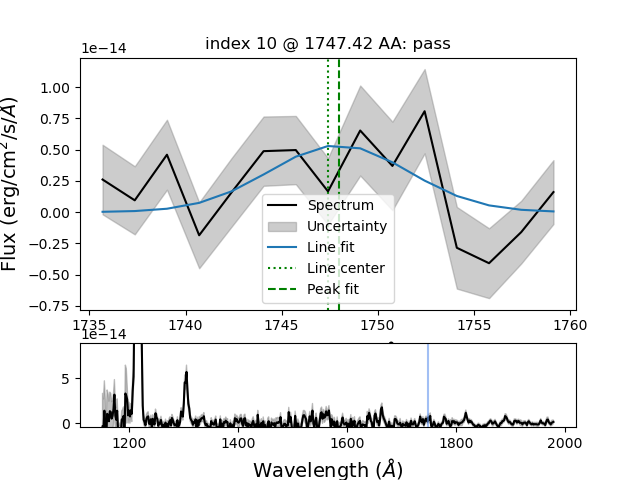 index 10 @ 1747.42 AA: pass
1e−14
Flux (erg/cm²/s/Å)
1.00
0.75
0.50
0.25
0.00
−0.25
−0.50
−0.75
Spectrum
Uncertainty
Line fit
Line center
Peak fit
1735 1740 1745 1750 1755 1760
1e−14
5
0
1200 1400 1600 1800 2000
Wavelength (Å)